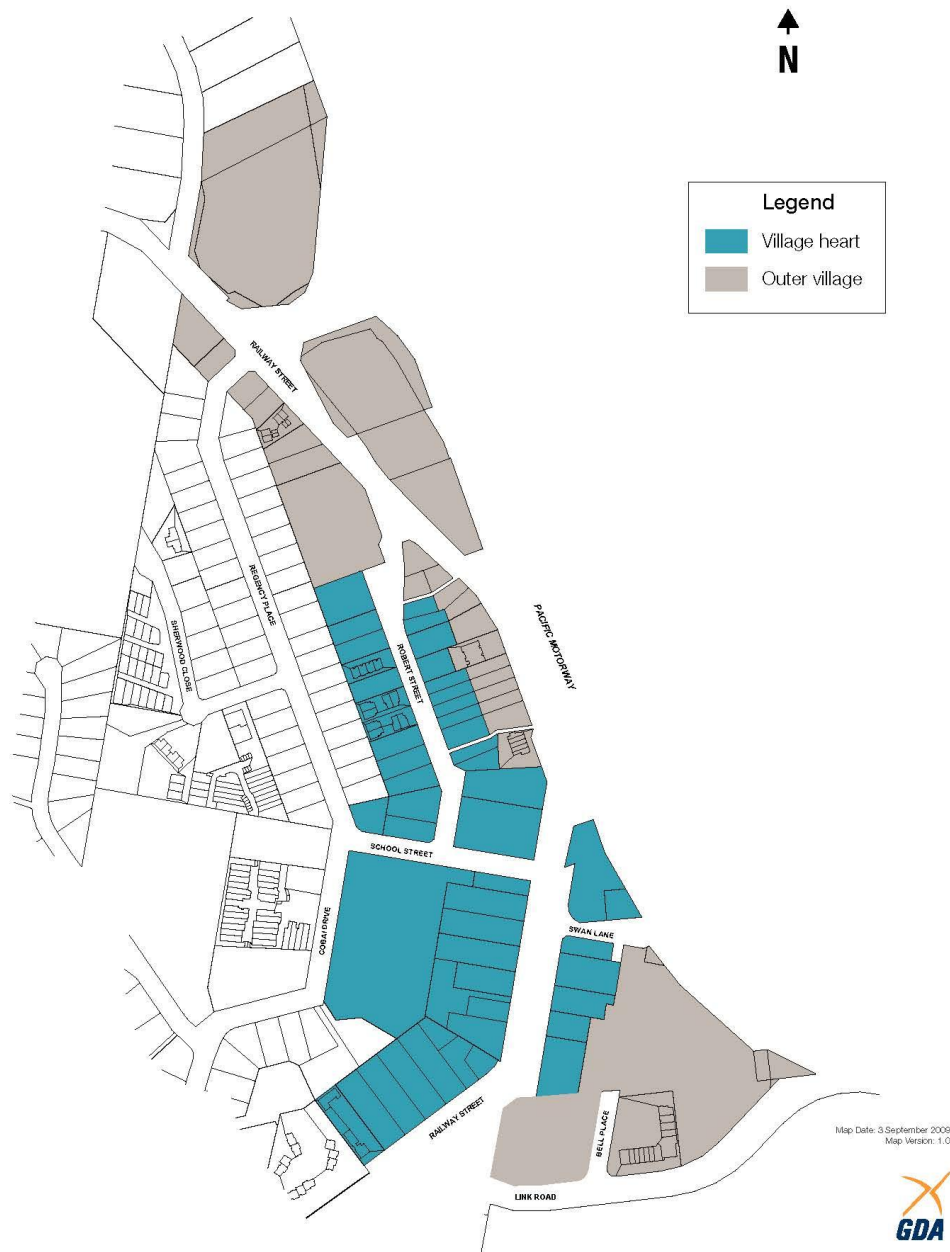 N
Legend
Village heart
Outer village
RAILWAY STREET
REGENCY PLACE
SHERWOOD CLOSE
PACIFIC MOTORWAY
ROBERT STREET
SCHOOL STREET
COBAI DRIVE
SWAN LANE
RAILWAY STREET
BELL PLACE
LINK ROAD
Map Date: 3 September 2009
Map Version: 1.0
GDA